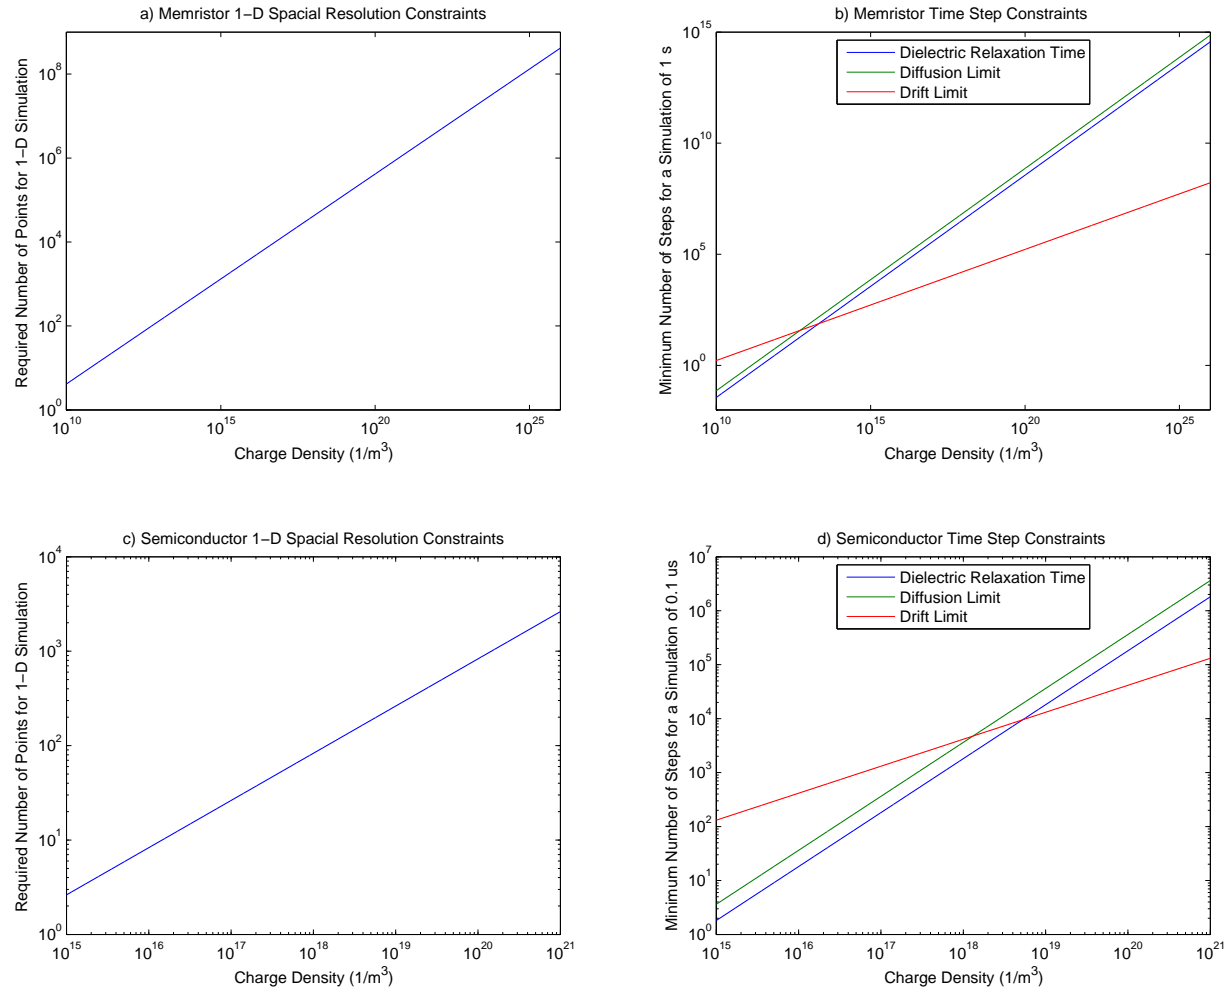 a) Memristor 1−D Spacial Resolution Constraints
Required Number of Points for 1−D Simulation
10^8
10^6
10^4
10^2
10^0
10^10
10^15
10^20
10^25
Charge Density (1/m^3)
b) Memristor Time Step Constraints
Minimum Number of Steps for a Simulation of 1 s
10^15
10^10
10^5
10^0
Dielectric Relaxation Time
Diffusion Limit
Drift Limit
10^10
10^15
10^20
10^25
Charge Density (1/m^3)
c) Semiconductor 1−D Spacial Resolution Constraints
Required Number of Points for 1−D Simulation
10^4
10^3
10^2
10^1
10^0
10^15
10^16
10^17
10^18
10^19
10^20
10^21
Charge Density (1/m^3)
d) Semiconductor Time Step Constraints
Minimum Number of Steps for a Simulation of 0.1 us
10^7
10^6
10^5
10^4
10^3
10^2
10^1
10^0
Dielectric Relaxation Time
Diffusion Limit
Drift Limit
10^15
10^16
10^17
10^18
10^19
10^20
10^21
Charge Density (1/m^3)